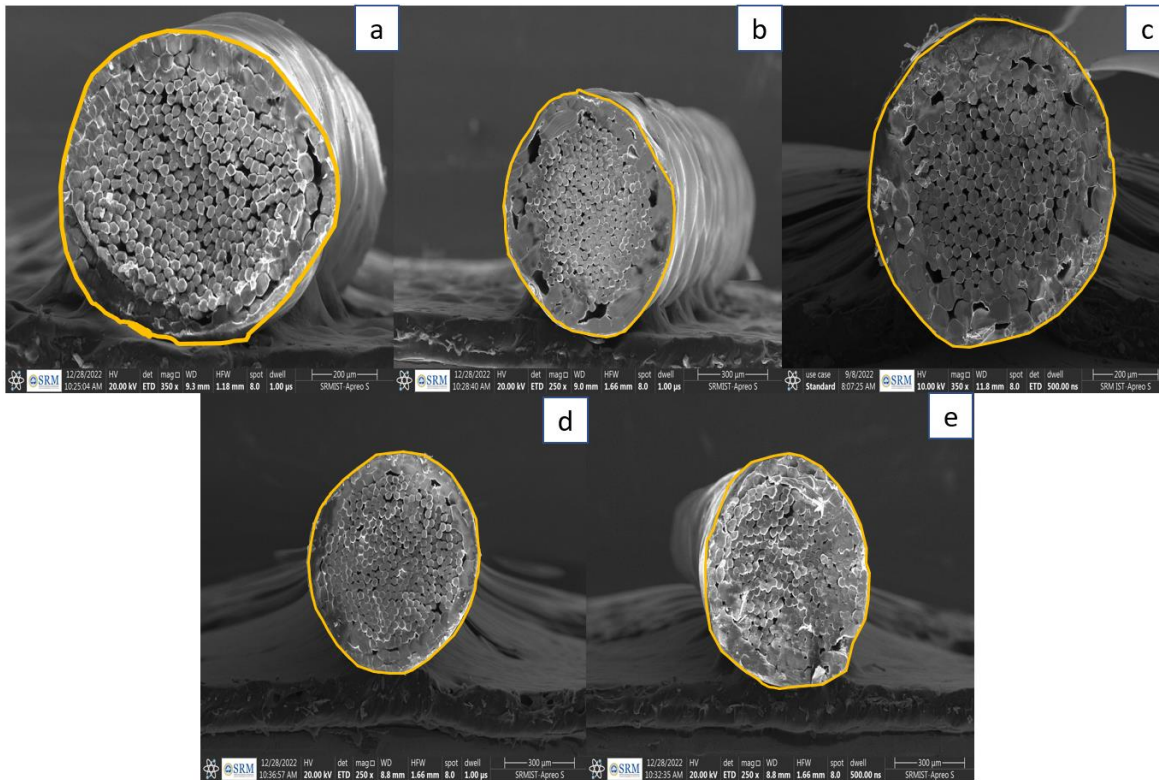 a
12/28/2022 HV det mag □ WD HFW spot dwell 200 µm
SRM 10:25:04 AM 20.00 kV ETD 350 x 9.3 mm 1.18 mm 8.0 1.00 µs SRMIST-Apreo S
b
12/28/2022 HV det mag □ WD HFW spot dwell 300 µm
SRM 10:28:40 AM 20.00 kV ETD 250 x 9.0 mm 1.66 mm 8.0 1.00 µs SRMIST-Apreo S
c
use case 9/8/2022 HV mag □ WD spot det dwell 200 µm
Standard 8:07:25 AM SRM 10.00 kV 350 x 11.8 mm 8.0 ETD 500.00 ns SRM IST-Apreo S
d
12/28/2022 HV det mag □ WD HFW spot dwell 300 µm
SRM 10:36:57 AM 20.00 kV ETD 250 x 8.8 mm 1.66 mm 8.0 1.00 µs SRMIST-Apreo S
e
12/28/2022 HV det mag □ WD HFW spot dwell 300 µm
SRM 10:32:35 AM 20.00 kV ETD 250 x 8.8 mm 1.66 mm 8.0 500.00 ns SRMIST-Apreo S